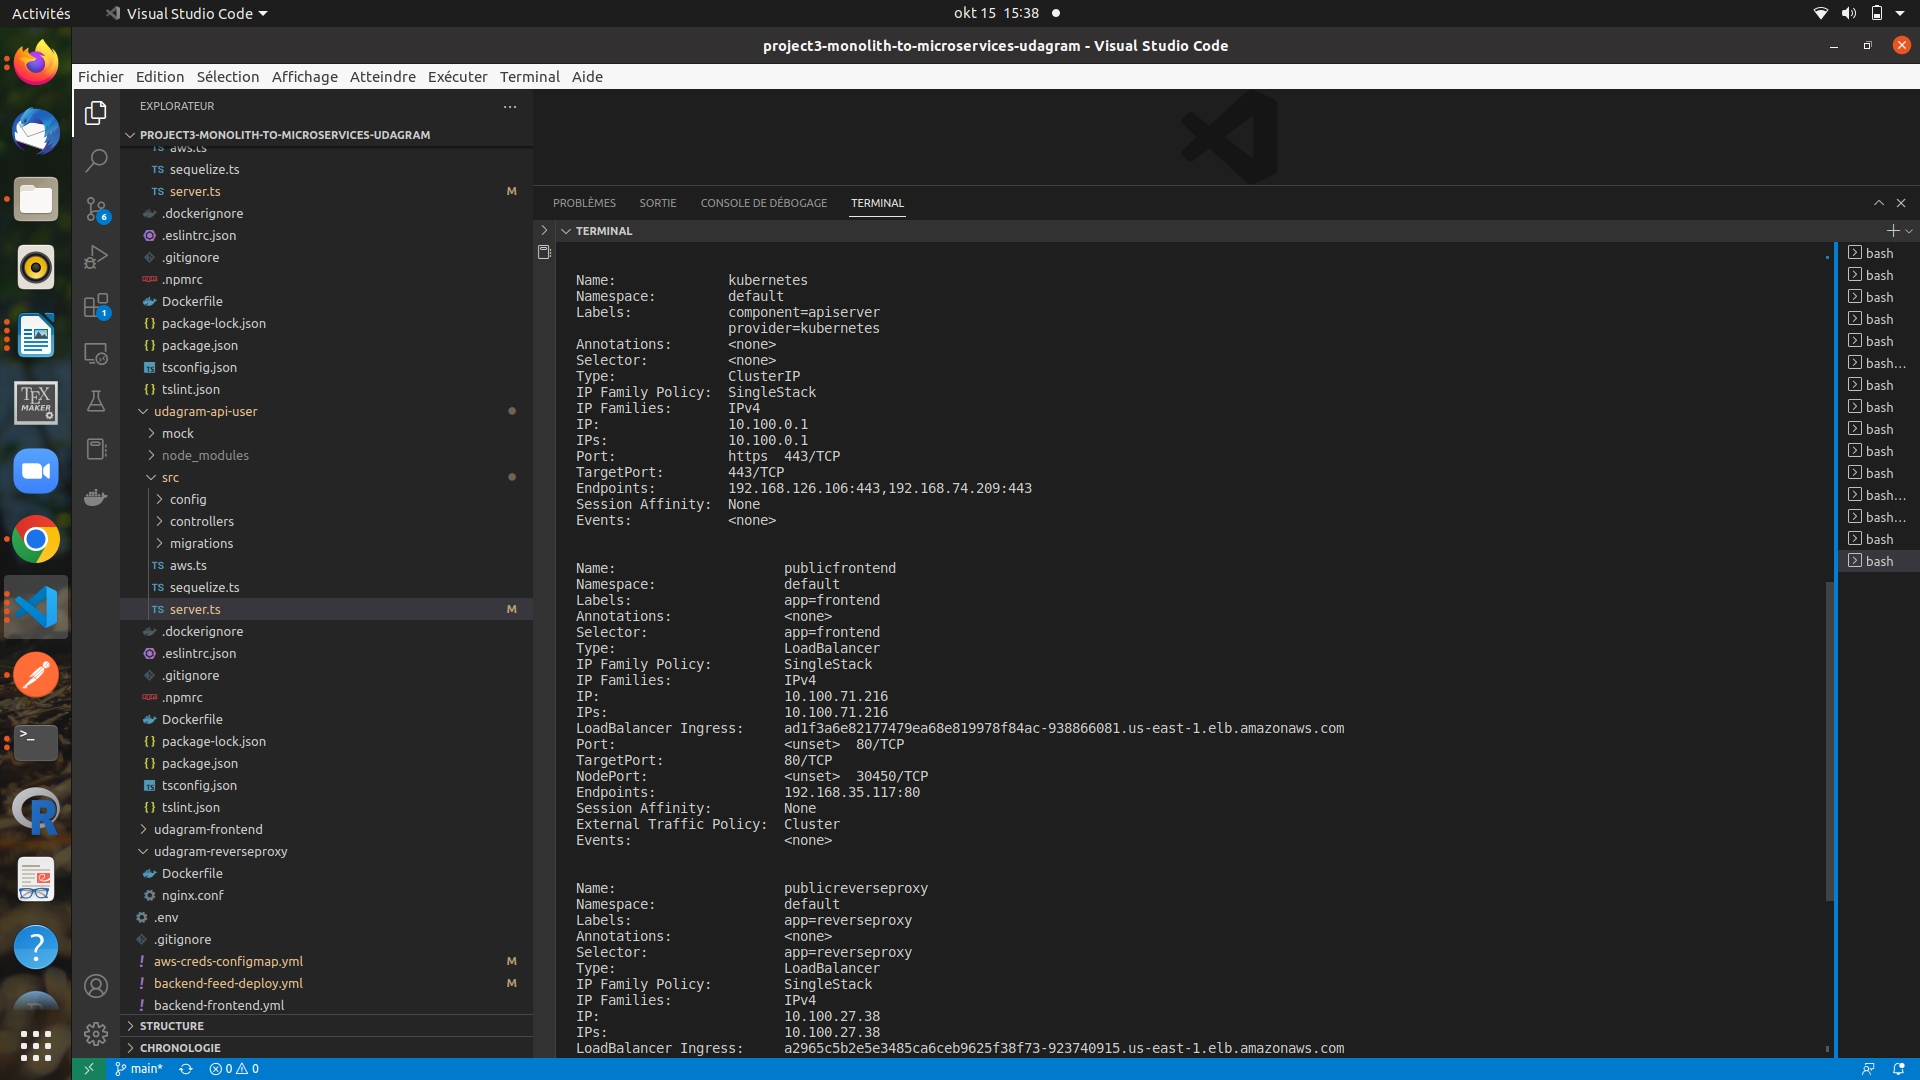 Activités
Visual Studio Code
okt 15 15:38
project3-monolith-to-microservices-udagram - Visual Studio Code
Fichier Edition Sélection Affichage Atteindre Exécuter Terminal Aide
EXPLORATEUR
PROJECT3-MONOLITH-TO-MICROSERVICES-UDAGRAM
TS aws.ts
TS sequelize.ts
TS server.ts M
.dockerignore
.eslintrc.json
.gitignore
.npmrc
Dockerfile
{} package-lock.json
{} package.json
tsconfig.json
{} tslint.json
udagram-api-user
mock
node_modules
src
config
controllers
migrations
TS aws.ts
TS sequelize.ts
TS server.ts M
.dockerignore
.eslintrc.json
.gitignore
.npmrc
Dockerfile
{} package-lock.json
{} package.json
tsconfig.json
{} tslint.json
udagram-frontend
udagram-reverseproxy
Dockerfile
nginx.conf
.env
.gitignore
! aws-creds-configmap.yml M
! backend-feed-deploy.yml M
! backend-frontend.yml
STRUCTURE
CHRONOLOGIE
6
1
TEX
MAKER
PROBLÈMES SORTIE CONSOLE DE DÉBOGAGE TERMINAL
TERMINAL
Name: kubernetes
Namespace: default
Labels: component=apiserver
provider=kubernetes
Annotations: <none>
Selector: <none>
Type: ClusterIP
IP Family Policy: SingleStack
IP Families: IPv4
IP: 10.100.0.1
IPs: 10.100.0.1
Port: https 443/TCP
TargetPort: 443/TCP
Endpoints: 192.168.126.106:443,192.168.74.209:443
Session Affinity: None
Events: <none>
Name: publicfrontend
Namespace: default
Labels: app=frontend
Annotations: <none>
Selector: app=frontend
Type: LoadBalancer
IP Family Policy: SingleStack
IP Families: IPv4
IP: 10.100.71.216
IPs: 10.100.71.216
LoadBalancer Ingress: ad1f3a6e82177479ea68e819978f84ac-938866081.us-east-1.elb.amazonaws.com
Port: <unset> 80/TCP
TargetPort: 80/TCP
NodePort: <unset> 30450/TCP
Endpoints: 192.168.35.117:80
Session Affinity: None
External Traffic Policy: Cluster
Events: <none>
Name: publicreverseproxy
Namespace: default
Labels: app=reverseproxy
Annotations: <none>
Selector: app=reverseproxy
Type: LoadBalancer
IP Family Policy: SingleStack
IP Families: IPv4
IP: 10.100.27.38
IPs: 10.100.27.38
LoadBalancer Ingress: a2965c5b2e5e3485ca6ceb9625f38f73-923740915.us-east-1.elb.amazonaws.com
bash
bash
bash
bash
bash
bash...
bash
bash
bash
bash
bash
bash...
bash...
bash
bash
main* 0 0